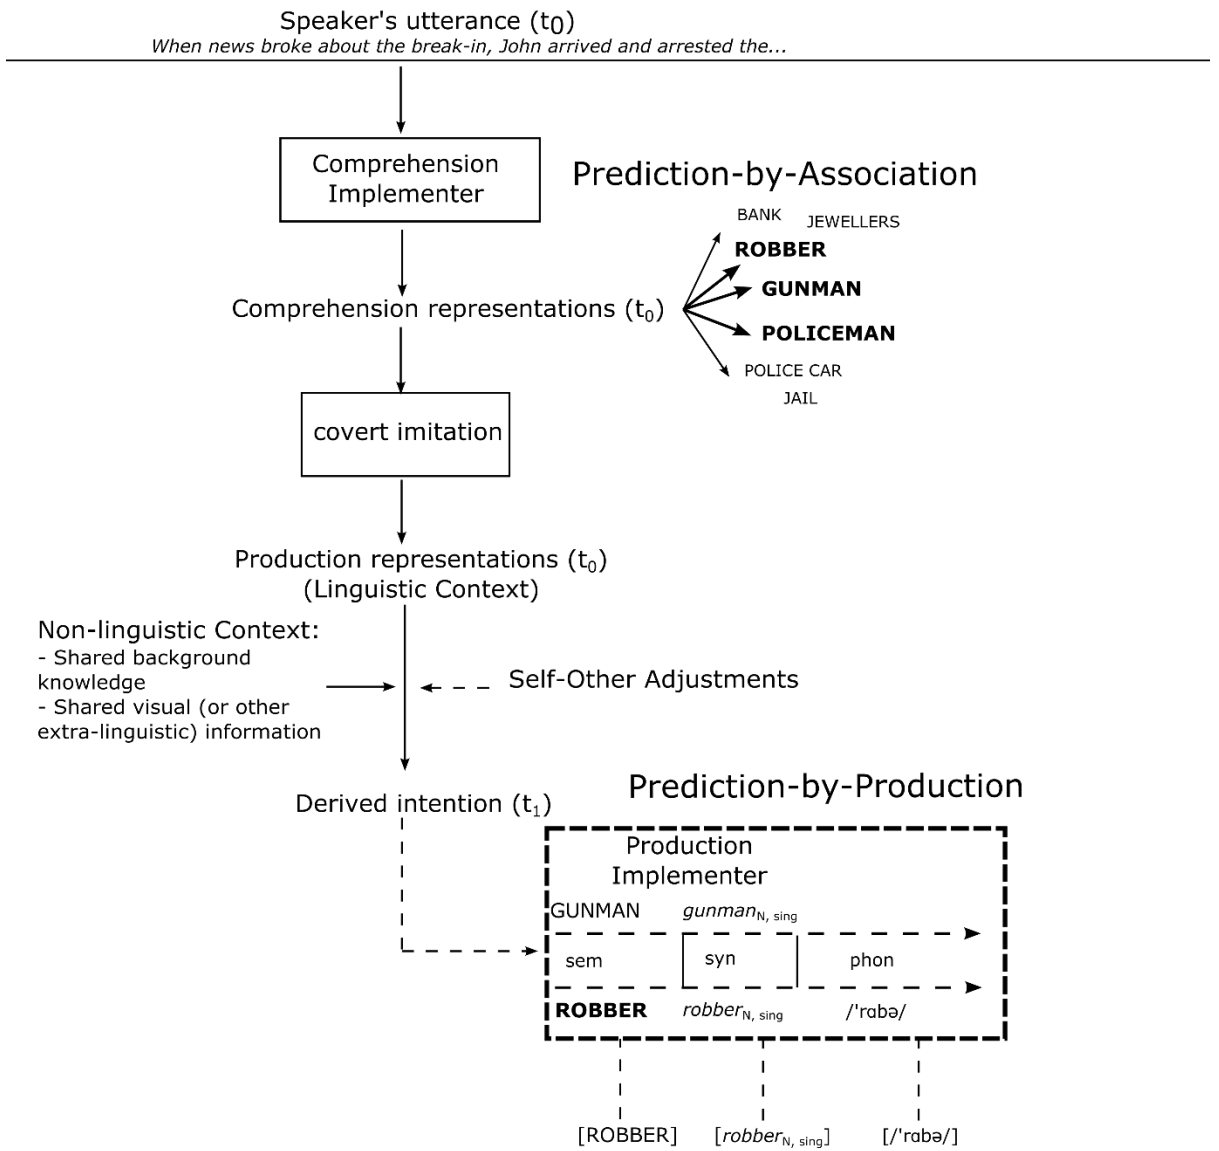 Speaker's utterance (t0)
When news broke about the break-in, John arrived and arrested the...
Comprehension
Implementer
Prediction-by-Association
BANK
JEWELLERS
ROBBER
GUNMAN
Comprehension representations (t0)
POLICEMAN
POLICE CAR
JAIL
covert imitation
Production representations (t0)
(Linguistic Context)
Non-linguistic Context:
- Shared background
knowledge
- Shared visual (or other
extra-linguistic) information
Self-Other Adjustments
Derived intention (t1)
Prediction-by-Production
Production
Implementer
GUNMAN gunmanN, sing
sem syn phon
ROBBER robberN, sing /'rɑbə/
[ROBBER] [robberN, sing] [/'rɑbə/]